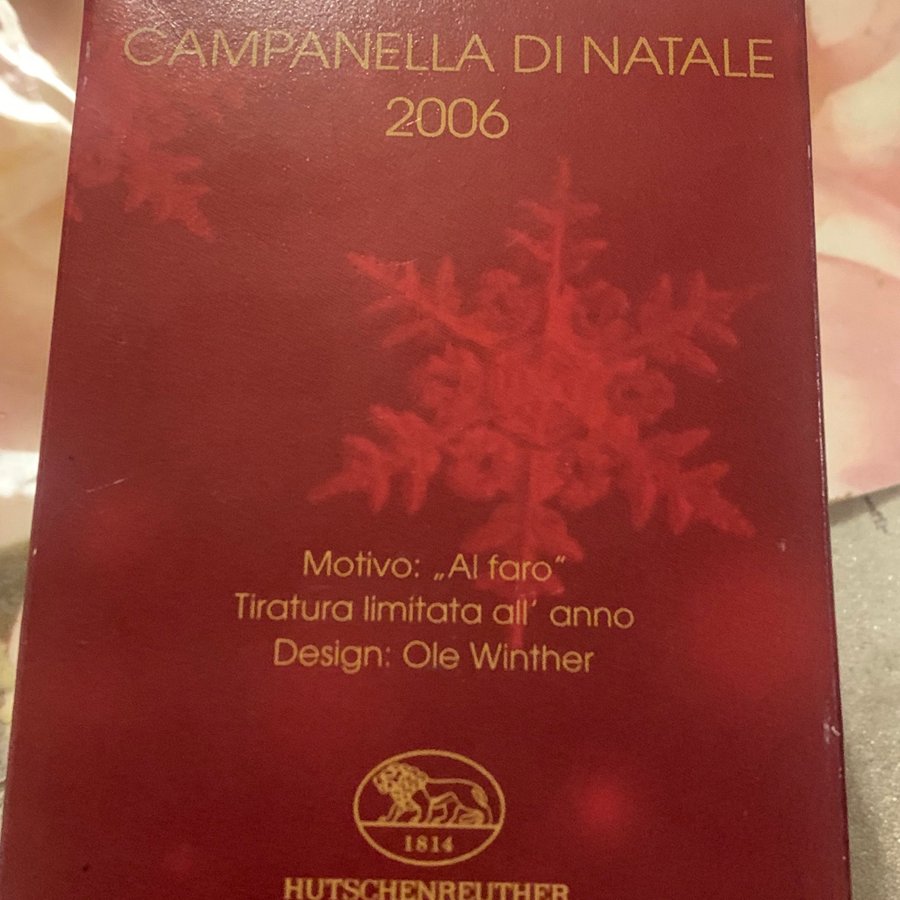 CAMPANELLA DI NATALE
2006
Motivo: „Al faro“
Tiratura limitata all' anno
Design: Ole Winther
1814
HUTSCHENREUTHER